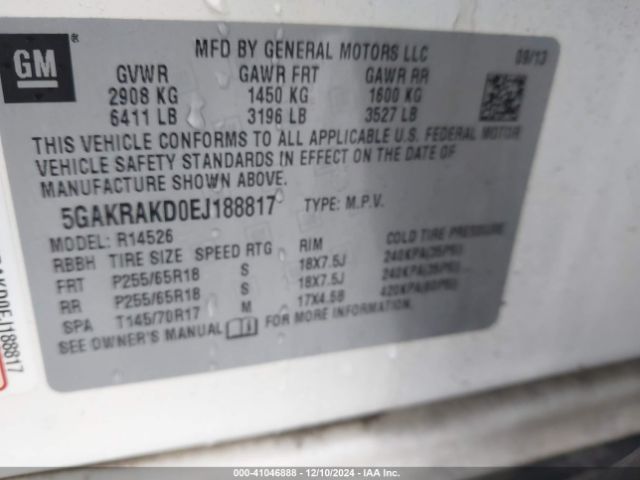 GM
®
MFD BY GENERAL MOTORS LLC 09/13
GVWR GAWR FRT GAWR RR
2908 KG 1450 KG 1600 KG
6411 LB 3196 LB 3527 LB
THIS VEHICLE CONFORMS TO ALL APPLICABLE U.S. FEDERAL MOTOR
VEHICLE SAFETY STANDARDS IN EFFECT ON THE DATE OF
MANUFACTURE SHOWN ABOVE.
5GAKRAKD0EJ188817 TYPE: M.P.V.
MODEL: R14526
RBBH TIRE SIZE SPEED RTG RIM COLD TIRE PRESSURE
FRT P255/65R18 S 18X7.5J 240KPA(35PSI)
RR P255/65R18 S 18X7.5J 240KPA(35PSI)
SPA T145/70R17 M 17X4.5B 420KPA(60PSI)
SEE OWNER'S MANUAL FOR MORE INFORMATION.
KD0EJ188817
000-41046888 — 12/10/2024 — IAA Inc.